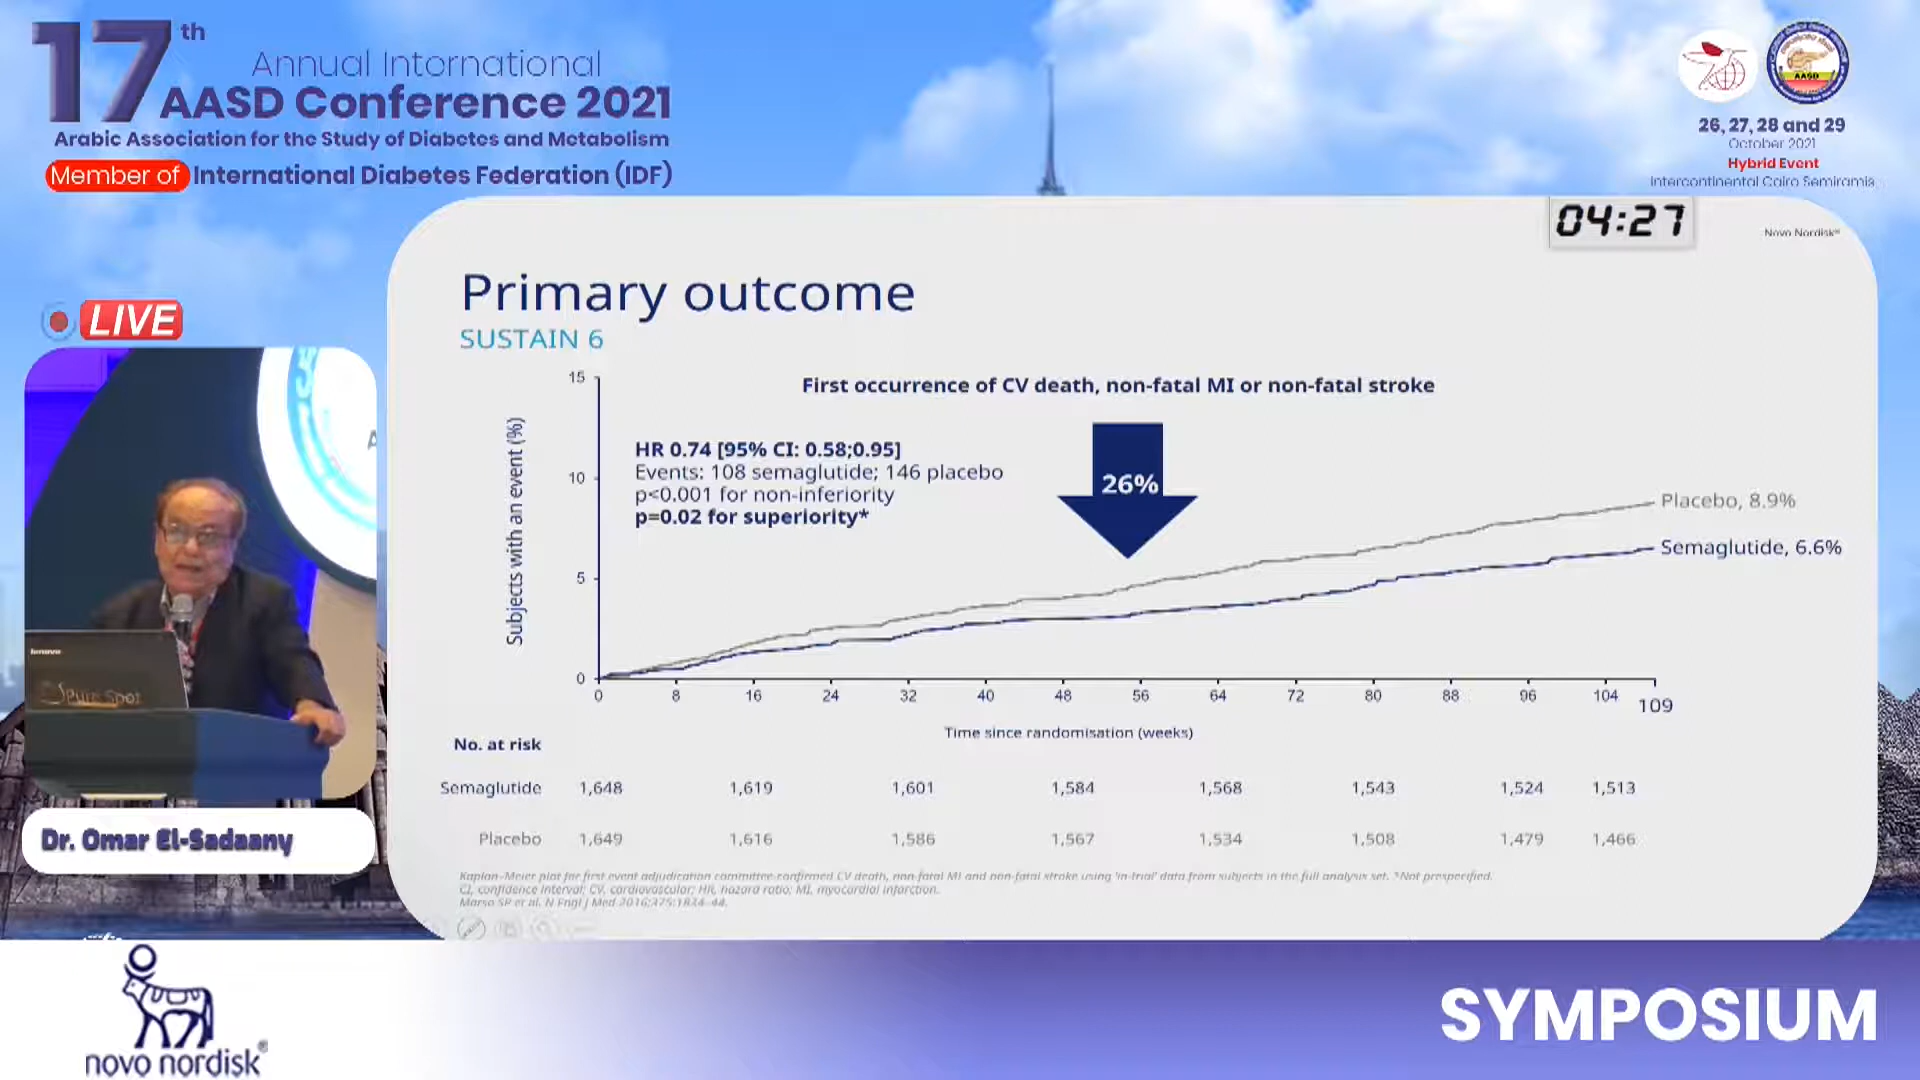 17th
Annual International
AASD Conference 2021
Arabic Association for the Study of Diabetes and Metabolism
Member of International Diabetes Federation (IDF)
AASD
26, 27, 28 and 29
October 2021
Hybrid Event
Intercontinental Cairo Semiramis
04:27
Novo Nordisk®
LIVE
Primary outcome
SUSTAIN 6
First occurrence of CV death, non-fatal MI or non-fatal stroke
HR 0.74 [95% CI: 0.58;0.95]
Events: 108 semaglutide; 146 placebo
p<0.001 for non-inferiority
p=0.02 for superiority*
26%
Placebo, 8.9%
Semaglutide, 6.6%
Subjects with an event (%)
15
10
5
0
0 8 16 24 32 40 48 56 64 72 80 88 96 104 109
Time since randomisation (weeks)
No. at risk
Semaglutide 1,648 1,619 1,601 1,584 1,568 1,543 1,524 1,513
Placebo 1,649 1,616 1,586 1,567 1,534 1,508 1,479 1,466
Kaplan-Meier plot for first event adjudication committee-confirmed CV death, non-fatal MI and non-fatal stroke using 'in-trial' data from subjects in the full analysis set. *Not prespecified.
CI, confidence interval; CV, cardiovascular; HR, hazard ratio; MI, myocardial infarction.
Marso SP et al. N Engl J Med 2016;375:1834-44.
lenovo
Pure Spot
Dr. Omar El-Sadaany
novo nordisk®
SYMPOSIUM